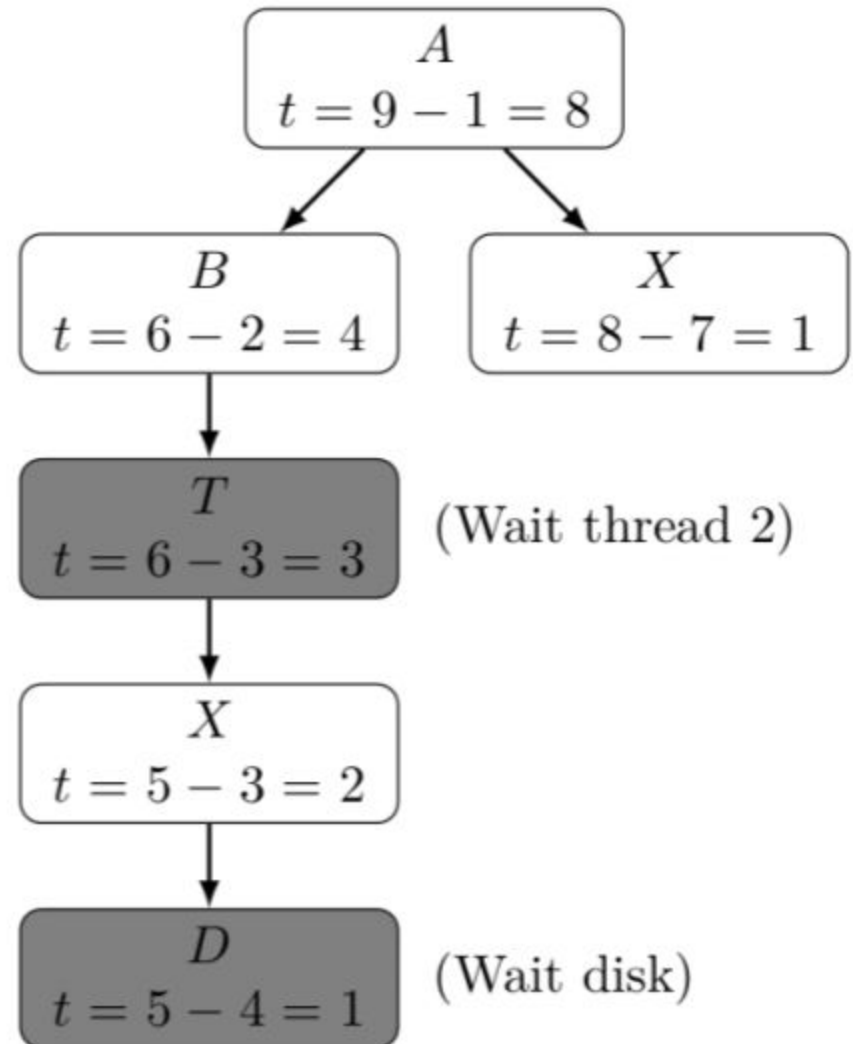 A
t = 9 − 1 = 8
B
t = 6 − 2 = 4
X
t = 8 − 7 = 1
T
t = 6 − 3 = 3
(Wait thread 2)
X
t = 5 − 3 = 2
D
t = 5 − 4 = 1
(Wait disk)